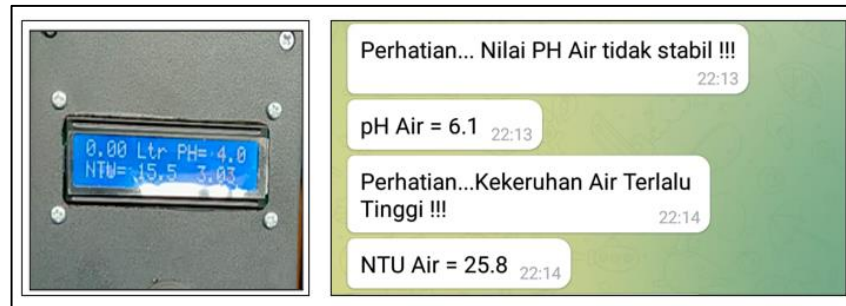 0.00 Ltr PH= 4.0
NTU= 15.5 3.03
Perhatian... Nilai PH Air tidak stabil !!!
22:13
pH Air = 6.1 22:13
Perhatian...Kekeruhan Air Terlalu
Tinggi !!!
22:14
NTU Air = 25.8 22:14